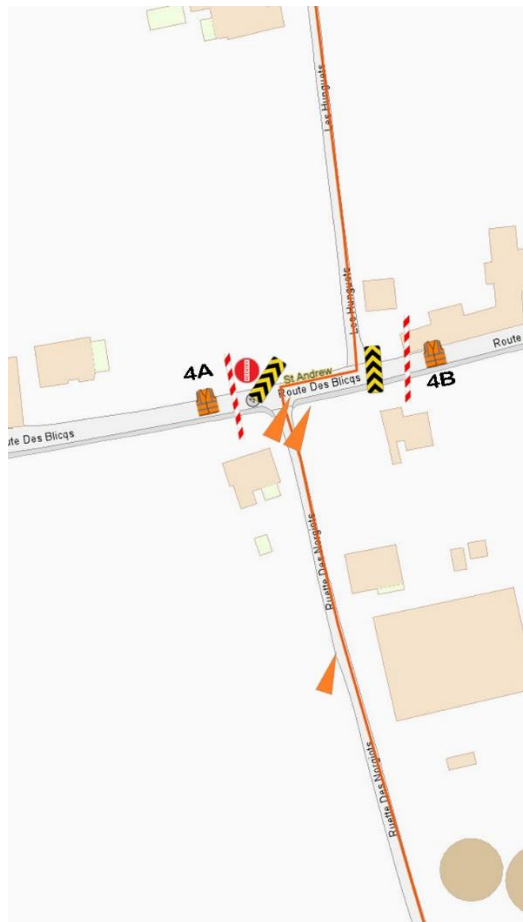 Les Hunguets
Les Hunguets
4A
St Andrew
Route Des Blicqs
Route
4B
ute Des Blicqs
Ruette Des Norgiots
Ruette Des Norgiots